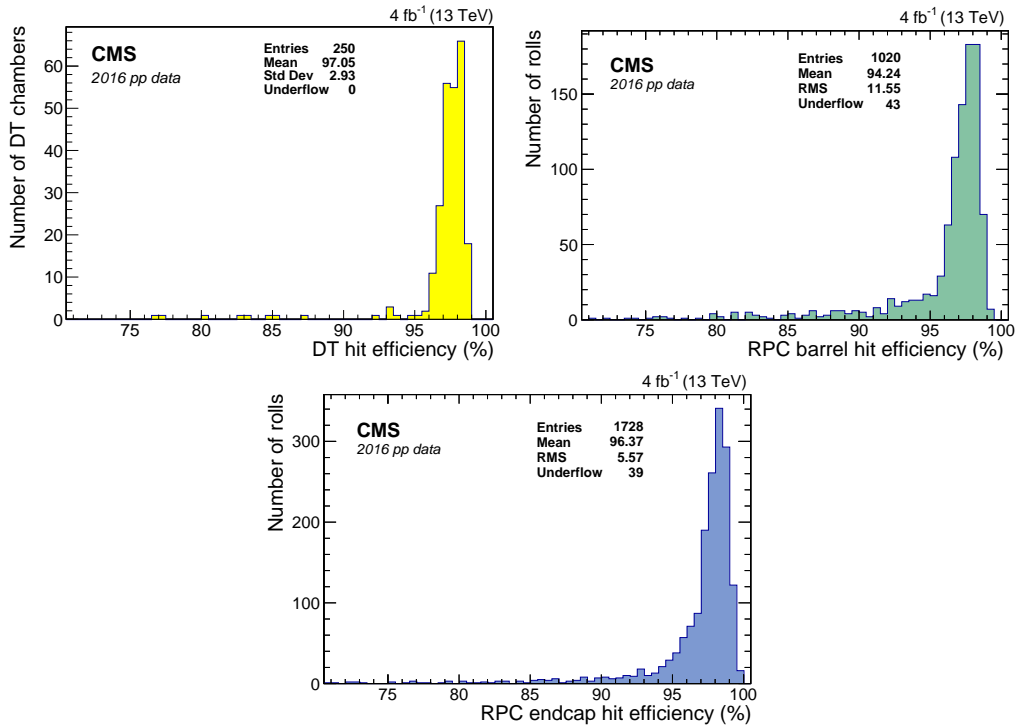 4 fb-1 (13 TeV)
CMS
2016 pp data
Entries 250
Mean 97.05
Std Dev 2.93
Underflow 0
Number of DT chambers
60
50
40
30
20
10
0
75 80 85 90 95 100
DT hit efficiency (%)
4 fb-1 (13 TeV)
CMS
2016 pp data
Entries 1020
Mean 94.24
RMS 11.55
Underflow 43
Number of rolls
150
100
50
0
75 80 85 90 95 100
RPC barrel hit efficiency (%)
4 fb-1 (13 TeV)
CMS
2016 pp data
Entries 1728
Mean 96.37
RMS 5.57
Underflow 39
Number of rolls
300
200
100
0
75 80 85 90 95 100
RPC endcap hit efficiency (%)